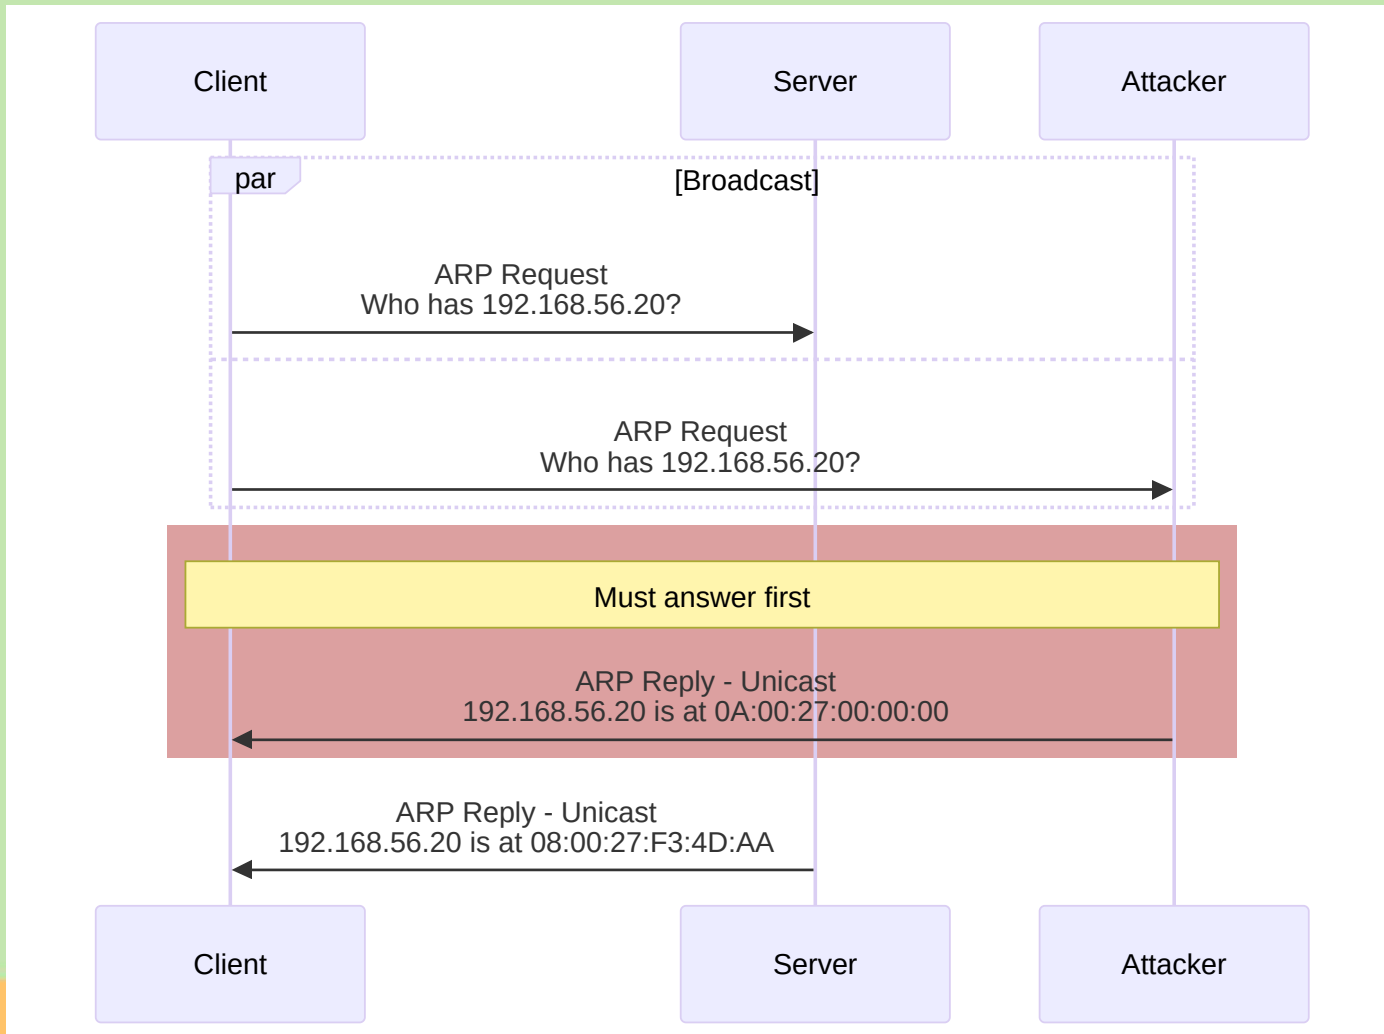 Client
Server
Attacker
par
[Broadcast]
ARP Request
Who has 192.168.56.20?
ARP Request
Who has 192.168.56.20?
Must answer first
ARP Reply - Unicast
192.168.56.20 is at 0A:00:27:00:00:00
ARP Reply - Unicast
192.168.56.20 is at 08:00:27:F3:4D:AA
Client
Server
Attacker